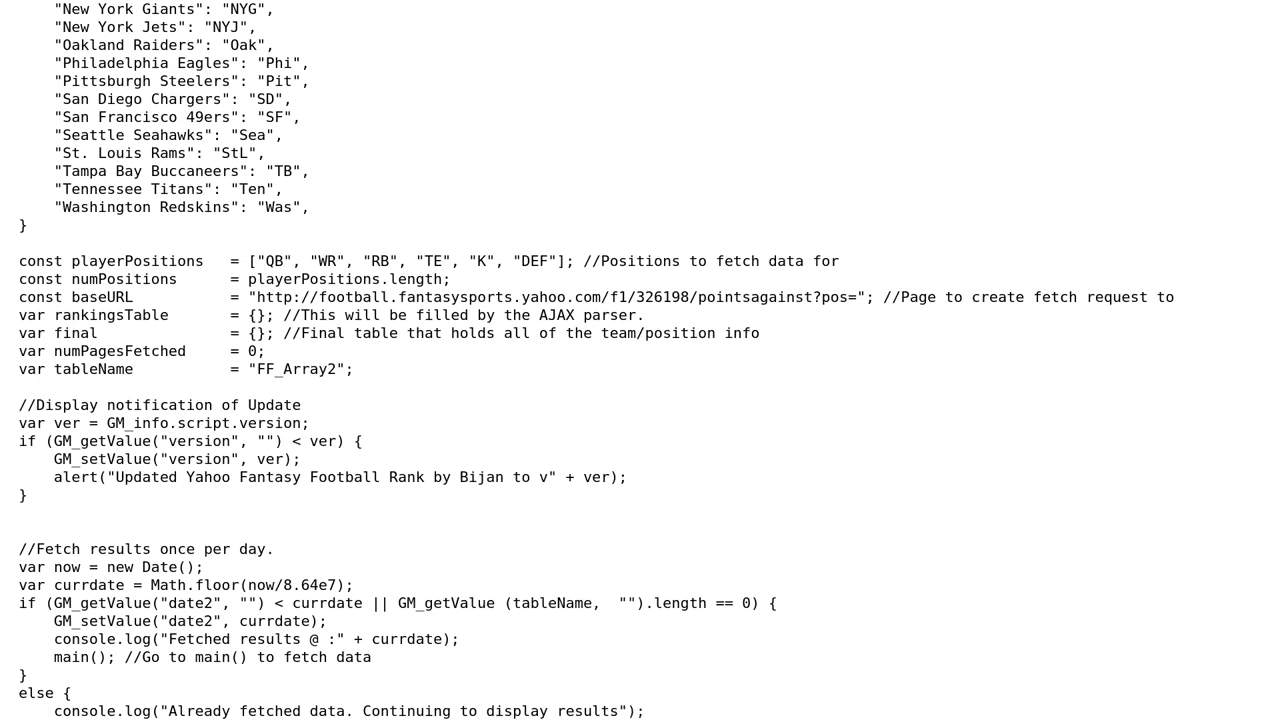 "New York Giants": "NYG",
    "New York Jets": "NYJ",
    "Oakland Raiders": "Oak",
    "Philadelphia Eagles": "Phi",
    "Pittsburgh Steelers": "Pit",
    "San Diego Chargers": "SD",
    "San Francisco 49ers": "SF",
    "Seattle Seahawks": "Sea",
    "St. Louis Rams": "StL",
    "Tampa Bay Buccaneers": "TB",
    "Tennessee Titans": "Ten",
    "Washington Redskins": "Was",
}

const playerPositions   = ["QB", "WR", "RB", "TE", "K", "DEF"]; //Positions to fetch data for
const numPositions      = playerPositions.length;
const baseURL           = "http://football.fantasysports.yahoo.com/f1/326198/pointsagainst?pos="; //Page to create fetch request to
var rankingsTable       = {}; //This will be filled by the AJAX parser.
var final               = {}; //Final table that holds all of the team/position info
var numPagesFetched     = 0;
var tableName           = "FF_Array2";

//Display notification of Update
var ver = GM_info.script.version;
if (GM_getValue("version", "") < ver) {
    GM_setValue("version", ver);
    alert("Updated Yahoo Fantasy Football Rank by Bijan to v" + ver);
}


//Fetch results once per day.
var now = new Date();
var currdate = Math.floor(now/8.64e7);
if (GM_getValue("date2", "") < currdate || GM_getValue (tableName,  "").length == 0) {
    GM_setValue("date2", currdate);
    console.log("Fetched results @ :" + currdate);
    main(); //Go to main() to fetch data
}
else {
    console.log("Already fetched data. Continuing to display results");